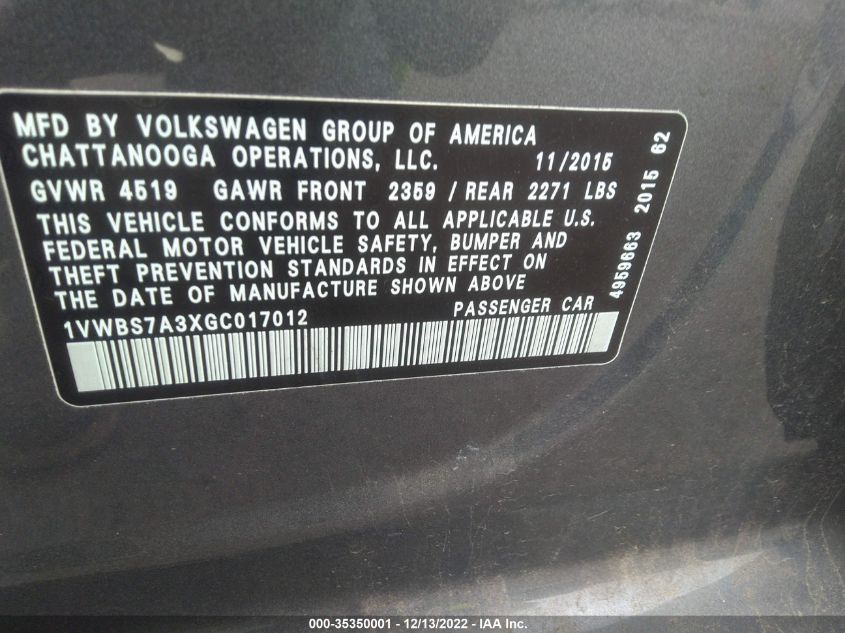 MFD BY VOLKSWAGEN GROUP OF AMERICA
CHATTANOOGA OPERATIONS, LLC. 11/2015
GVWR 4519 GAWR FRONT 2359 / REAR 2271 LBS
THIS VEHICLE CONFORMS TO ALL APPLICABLE U.S.
FEDERAL MOTOR VEHICLE SAFETY, BUMPER AND
THEFT PREVENTION STANDARDS IN EFFECT ON
THE DATE OF MANUFACTURE SHOWN ABOVE
1VWBS7A3XGC017012 PASSENGER CAR
4959663 2015 62
000-35350001 - 12/13/2022 - IAA Inc.